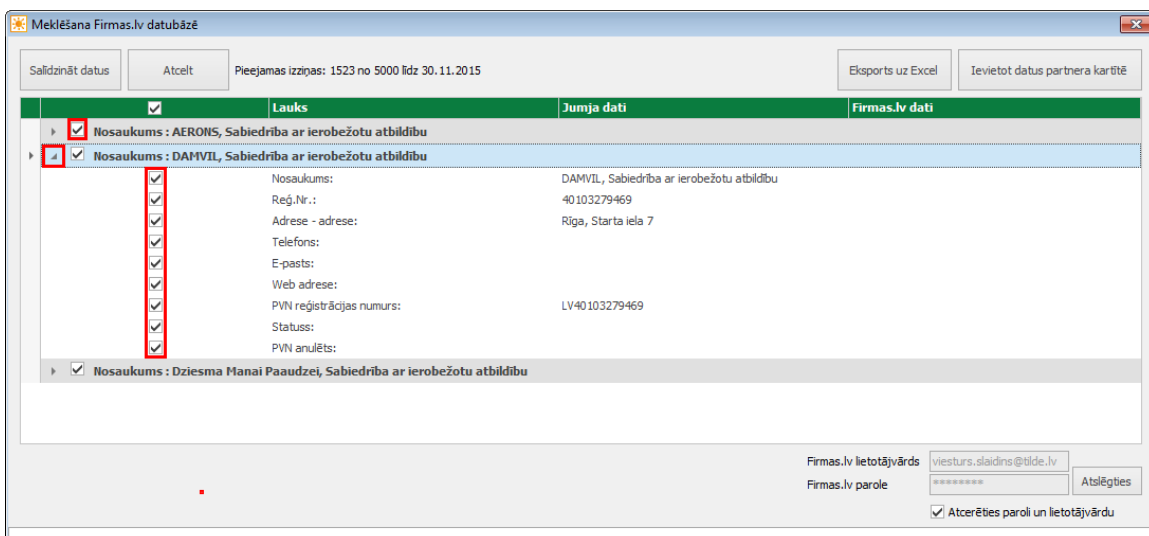 Meklēšana Firmas.lv datubāzē
Salīdzināt datus Atcelt Pieejamas izziņas: 1523 no 5000 līdz 30.11.2015 Eksports uz Excel Ievietot datus partnera kartītē
Lauks Jumja dati Firmas.lv dati
Nosaukums : AERONS, Sabiedrība ar ierobežotu atbildību
Nosaukums : DAMVIL, Sabiedrība ar ierobežotu atbildību
Nosaukums: DAMVIL, Sabiedrība ar ierobežotu atbildību
Reģ.Nr.: 40103279469
Adrese - adrese: Rīga, Starta iela 7
Telefons:
E-pasts:
Web adrese:
PVN reģistrācijas numurs: LV40103279469
Statuss:
PVN anulēts:
Nosaukums : Dziesma Manai Paaudzei, Sabiedrība ar ierobežotu atbildību
Firmas.lv lietotājvārds viesturs.slaidins@tilde.lv
Firmas.lv parole ******** Atslēgties
Atcerēties paroli un lietotājvārdu